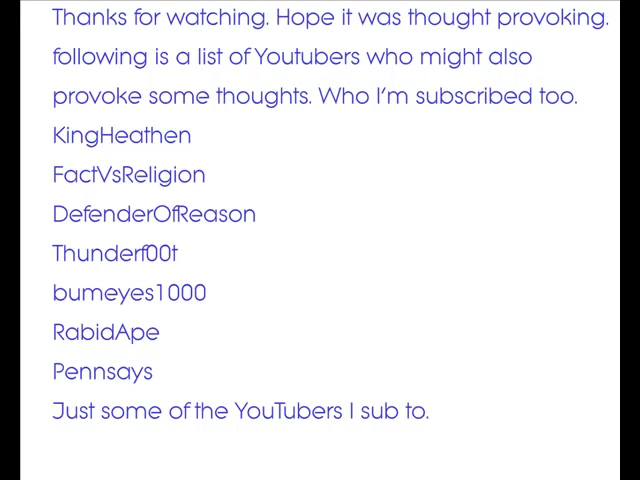 Thanks for watching. Hope it was thought provoking.
following is a list of Youtubers who might also
provoke some thoughts. Who I'm subscribed too.
KingHeathen
FactVsReligion
DefenderOfReason
Thunderf00t
bumeyes1000
RabidApe
Pennsays
Just some of the YouTubers I sub to.